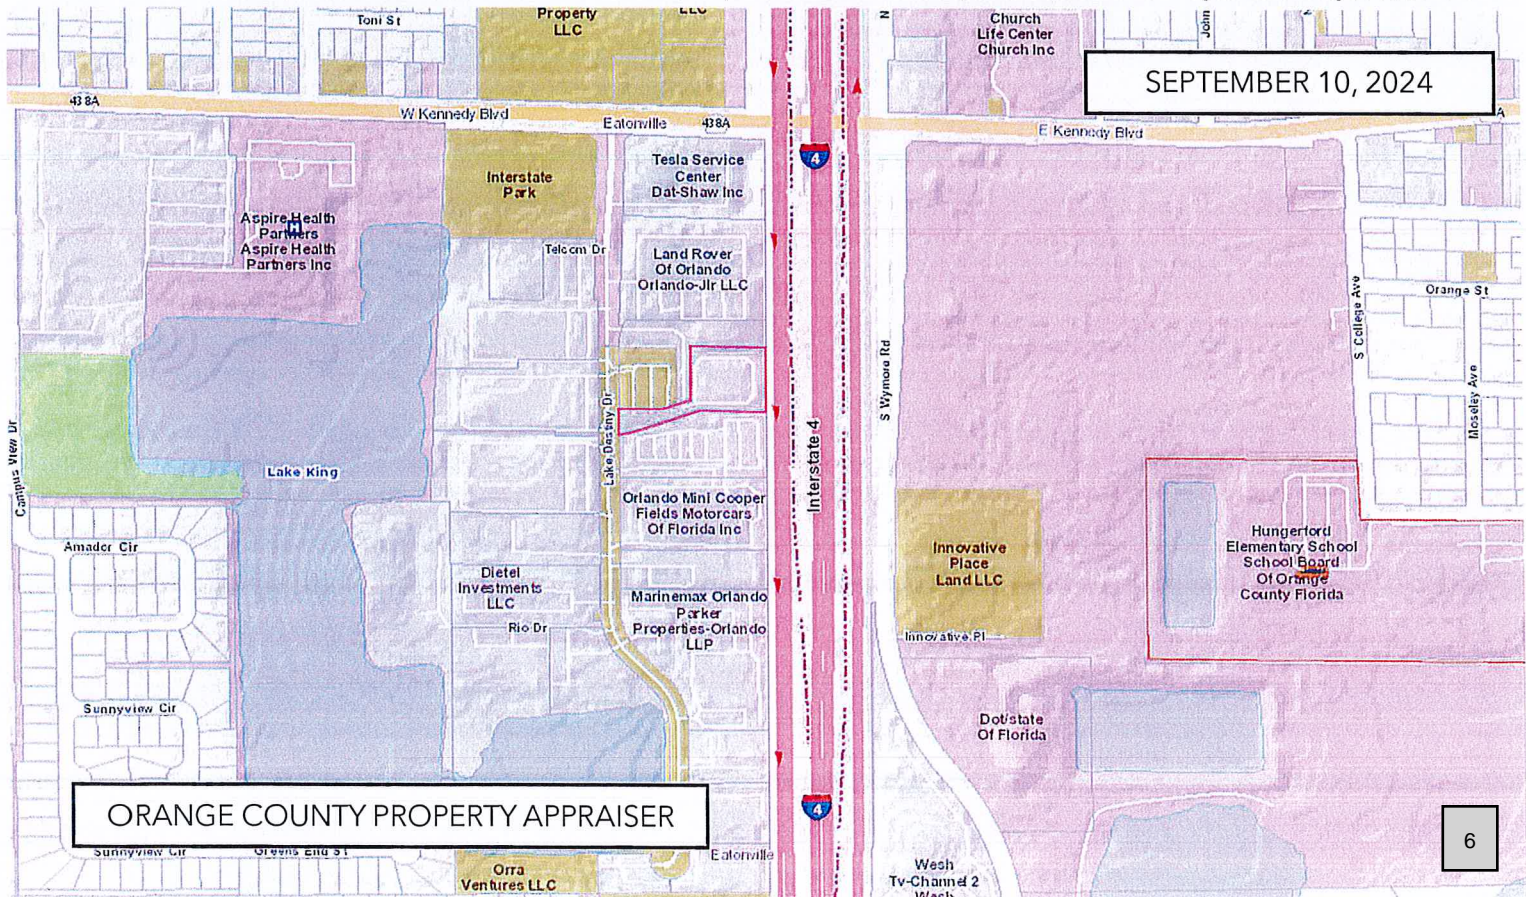 Toni St
Property
LLC
LLC
N
Church
Life Center
Church Inc
John
SEPTEMBER 10, 2024
438A
W Kennedy Blvd
Eatonville
438A
E Kennedy Blvd
A
4
Tesla Service
Center
Dat-Shaw Inc
Interstate
Park
Aspire Health
Partners
Aspire Health
Partners Inc
H
Telcom Dr
Land Rover
Of Orlando
Orlando-Jlr LLC
Orange St
S College Ave
S Wymore Rd
Moseley Ave
Lake Destiny Dr
Campus View Dr
Lake King
Interstate 4
Orlando Mini Cooper
Fields Motorcars
Of Florida Inc
Hungerford
Elementary School
School Board
Of Orange
County Florida
Amador Cir
Innovative
Place
Land LLC
Dietel
Investments
LLC
Marinemax Orlando
Parker
Properties-Orlando
LLP
Rio Dr
Innovative Pl
Sunnyview Cir
Dot/state
Of Florida
4
ORANGE COUNTY PROPERTY APPRAISER
6
Sunnyview Cir
Greens End St
Eatonville
Orra
Ventures LLC
Wesh
Tv-Channel 2
Wesh